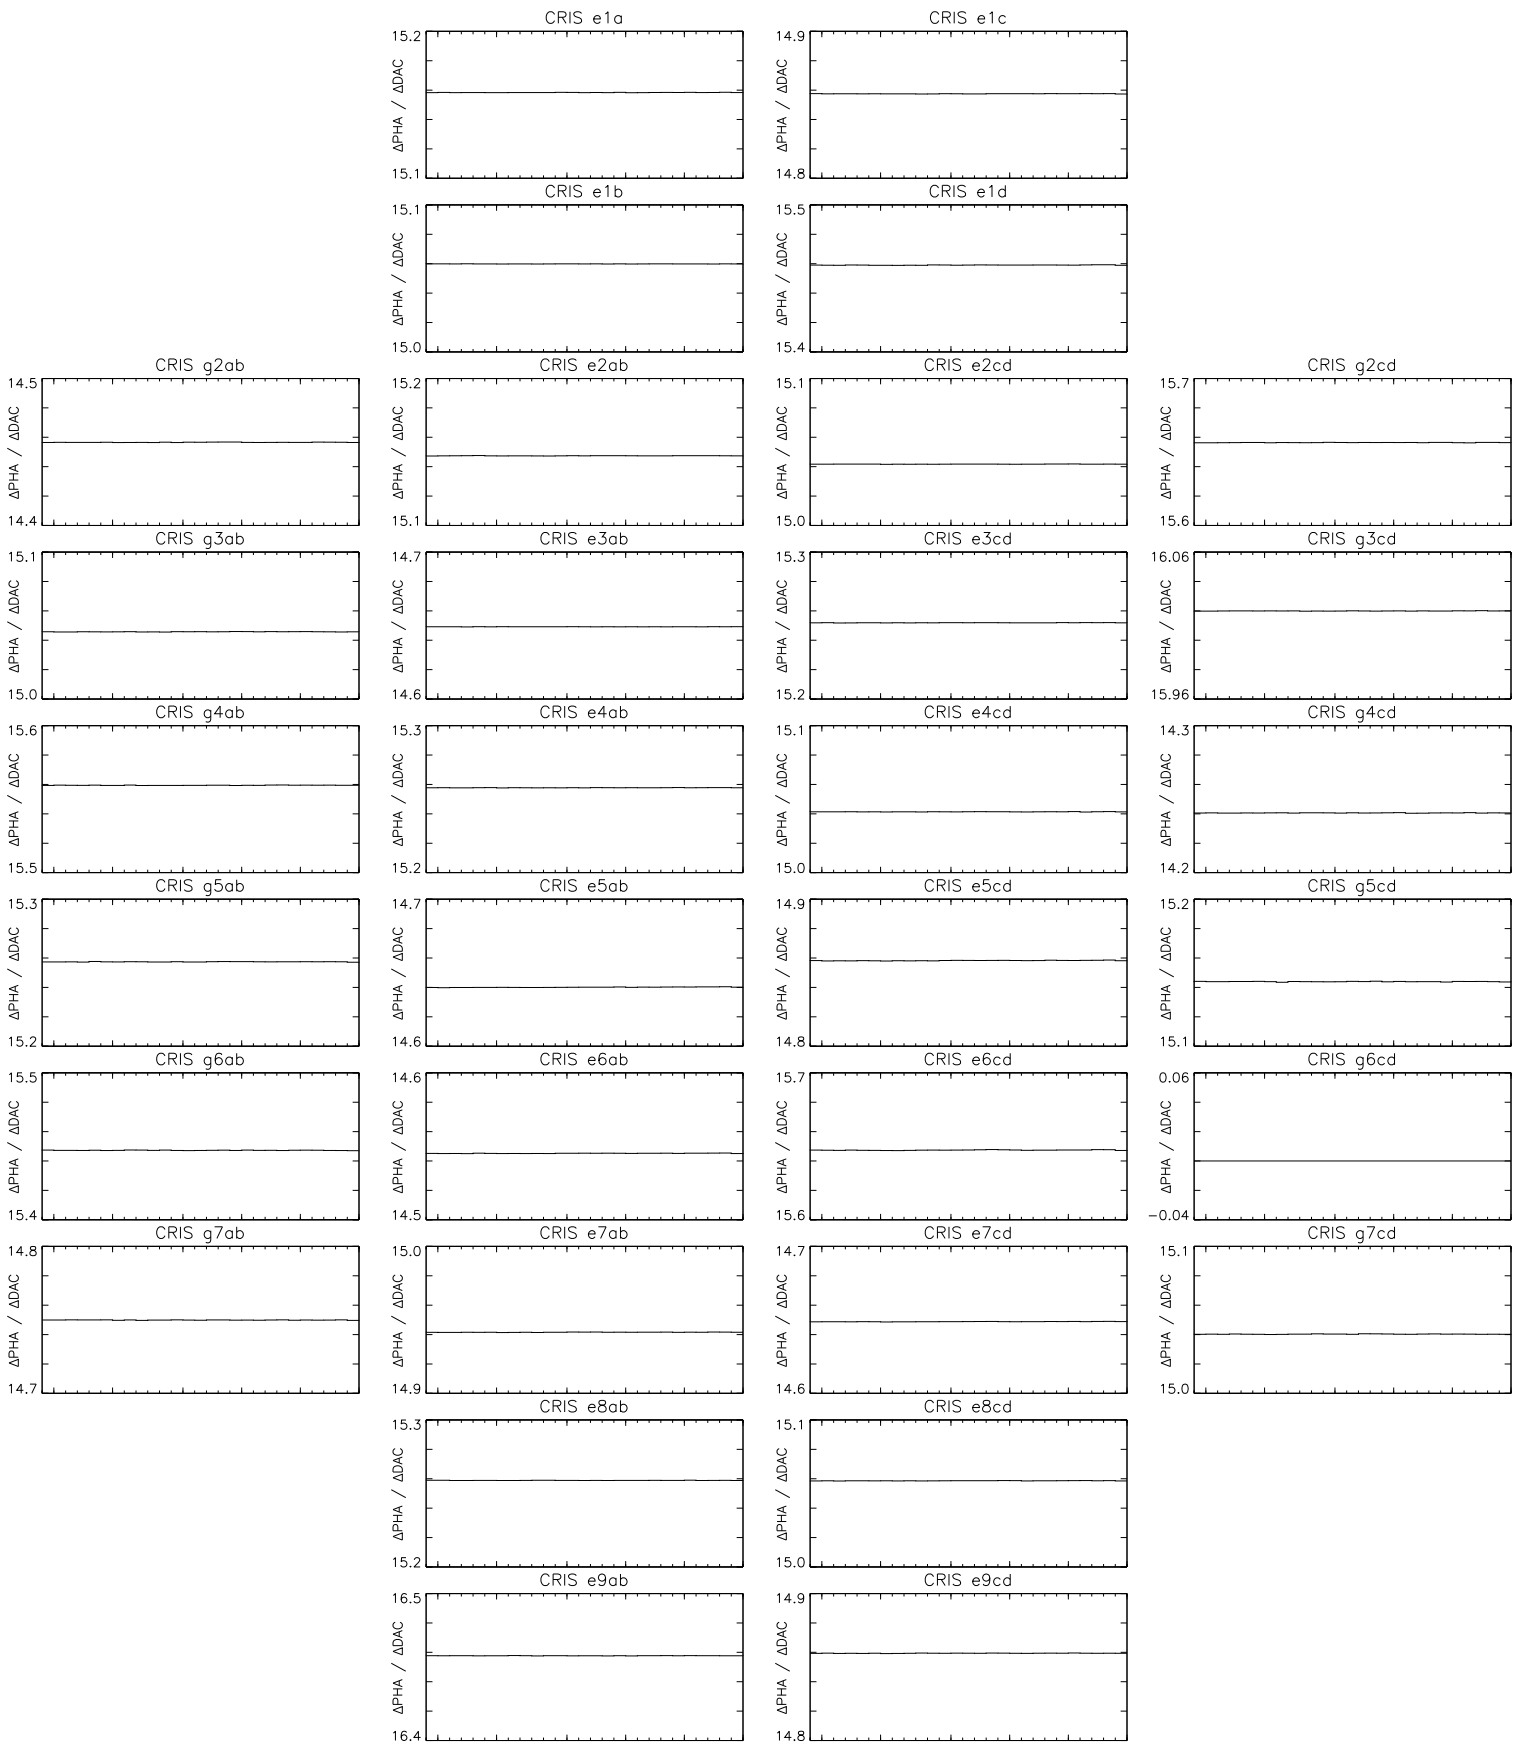 CRIS e1a
15.2
ΔPHA / ΔDAC
15.1
CRIS e1c
14.9
ΔPHA / ΔDAC
14.8
CRIS e1b
15.1
ΔPHA / ΔDAC
15.0
CRIS e1d
15.5
ΔPHA / ΔDAC
15.4
CRIS g2ab
14.5
ΔPHA / ΔDAC
14.4
CRIS e2ab
15.2
ΔPHA / ΔDAC
15.1
CRIS e2cd
15.1
ΔPHA / ΔDAC
15.0
CRIS g2cd
15.7
ΔPHA / ΔDAC
15.6
CRIS g3ab
15.1
ΔPHA / ΔDAC
15.0
CRIS e3ab
14.7
ΔPHA / ΔDAC
14.6
CRIS e3cd
15.3
ΔPHA / ΔDAC
15.2
CRIS g3cd
16.06
ΔPHA / ΔDAC
15.96
CRIS g4ab
15.6
ΔPHA / ΔDAC
15.5
CRIS e4ab
15.3
ΔPHA / ΔDAC
15.2
CRIS e4cd
15.1
ΔPHA / ΔDAC
15.0
CRIS g4cd
14.3
ΔPHA / ΔDAC
14.2
CRIS g5ab
15.3
ΔPHA / ΔDAC
15.2
CRIS e5ab
14.7
ΔPHA / ΔDAC
14.6
CRIS e5cd
14.9
ΔPHA / ΔDAC
14.8
CRIS g5cd
15.2
ΔPHA / ΔDAC
15.1
CRIS g6ab
15.5
ΔPHA / ΔDAC
15.4
CRIS e6ab
14.6
ΔPHA / ΔDAC
14.5
CRIS e6cd
15.7
ΔPHA / ΔDAC
15.6
CRIS g6cd
0.06
ΔPHA / ΔDAC
−0.04
CRIS g7ab
14.8
ΔPHA / ΔDAC
14.7
CRIS e7ab
15.0
ΔPHA / ΔDAC
14.9
CRIS e7cd
14.7
ΔPHA / ΔDAC
14.6
CRIS g7cd
15.1
ΔPHA / ΔDAC
15.0
CRIS e8ab
15.3
ΔPHA / ΔDAC
15.2
CRIS e8cd
15.1
ΔPHA / ΔDAC
15.0
CRIS e9ab
16.5
ΔPHA / ΔDAC
16.4
CRIS e9cd
14.9
ΔPHA / ΔDAC
14.8